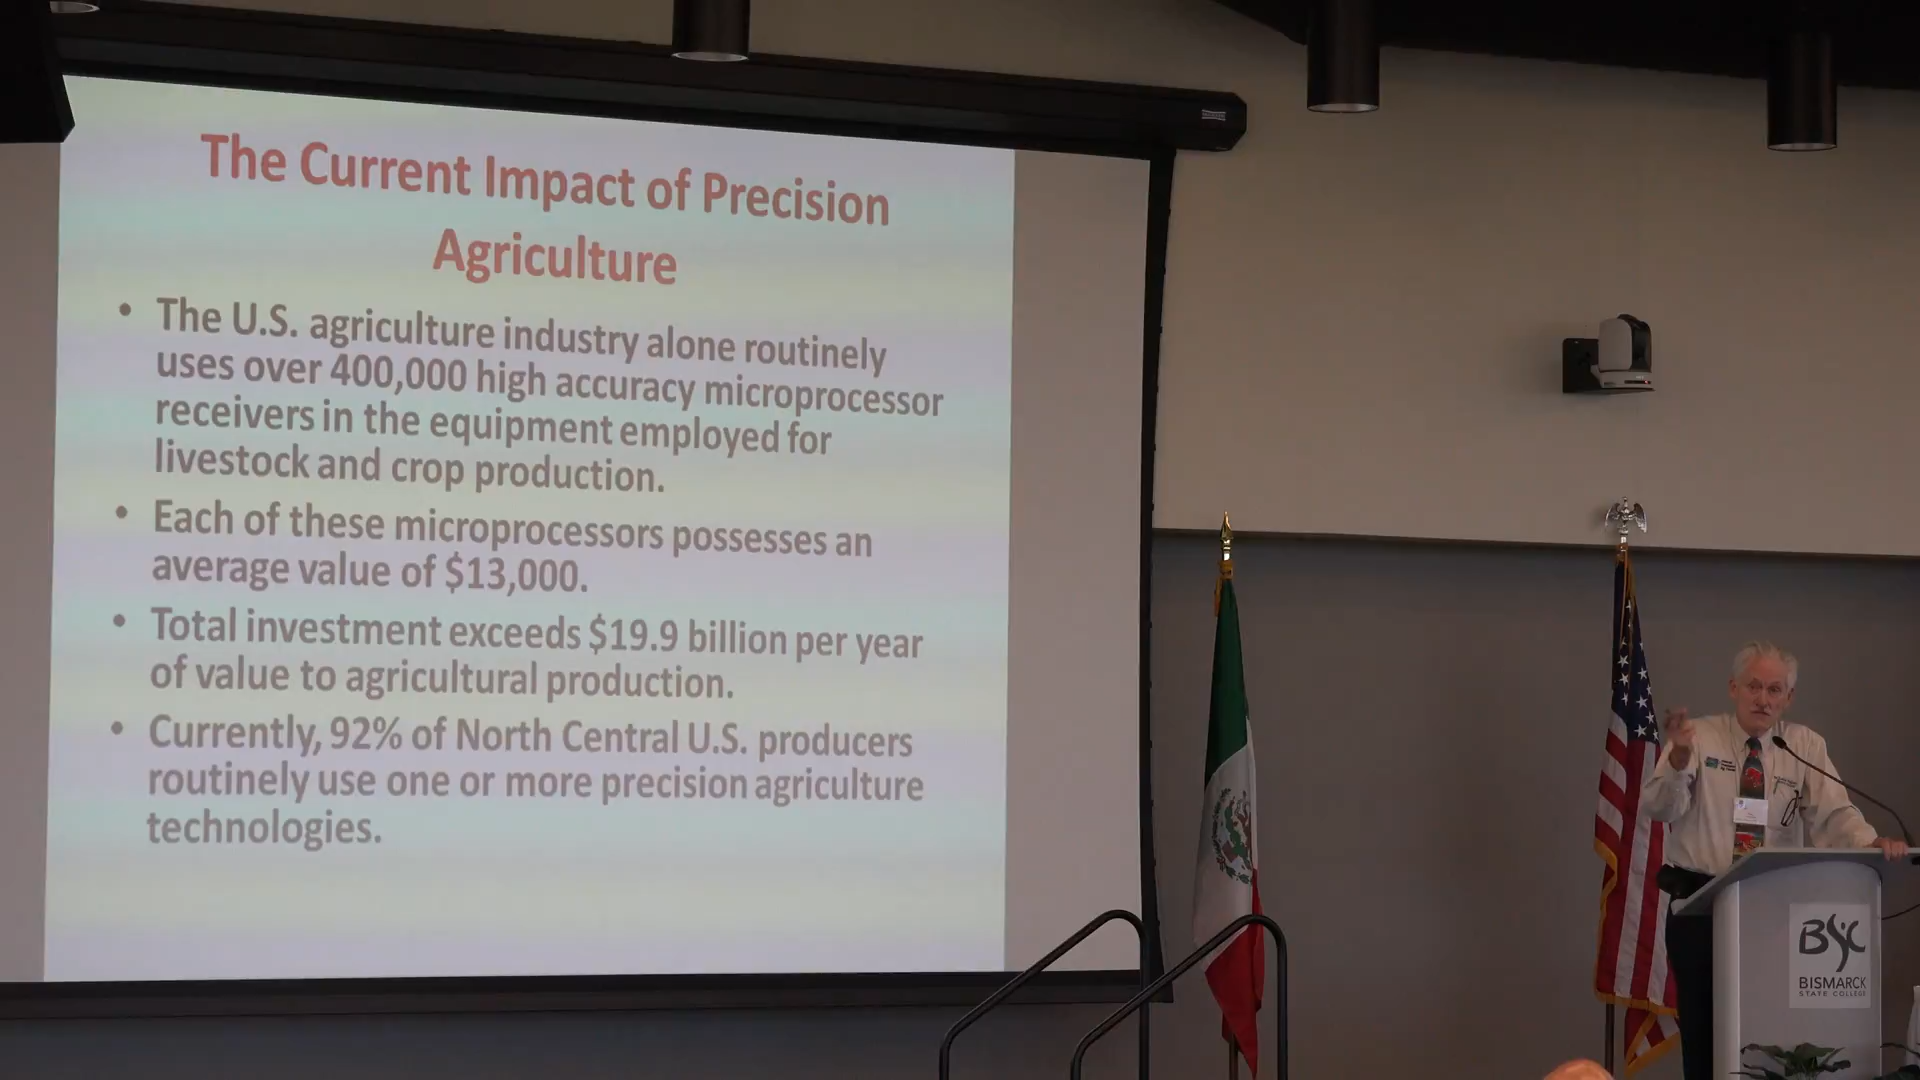 The Current Impact of Precision
Agriculture
• The U.S. agriculture industry alone routinely
uses over 400,000 high accuracy microprocessor
receivers in the equipment employed for
livestock and crop production.
• Each of these microprocessors possesses an
average value of $13,000.
• Total investment exceeds $19.9 billion per year
of value to agricultural production.
• Currently, 92% of North Central U.S. producers
routinely use one or more precision agriculture
technologies.
BSC
BISMARCK
STATE COLLEGE